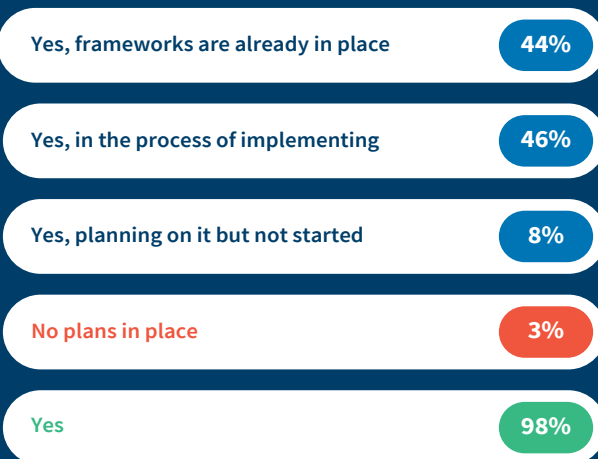 Yes, frameworks are already in place 44%
Yes, in the process of implementing 46%
Yes, planning on it but not started 8%
No plans in place 3%
Yes 98%